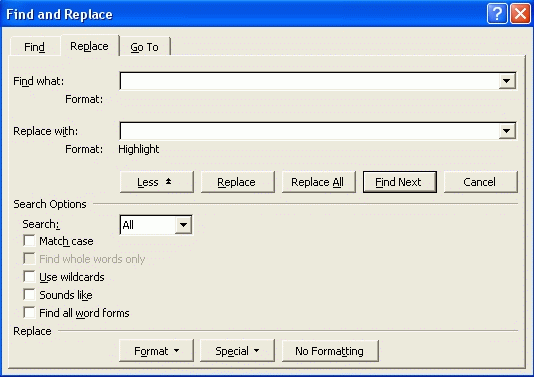 Find and Replace
Find Replace Go To
Find what:
Format:
Replace with:
Format: Highlight
Less Replace Replace All Find Next Cancel
Search Options
Search: All
Match case
Find whole words only
Use wildcards
Sounds like
Find all word forms
Replace
Format Special No Formatting